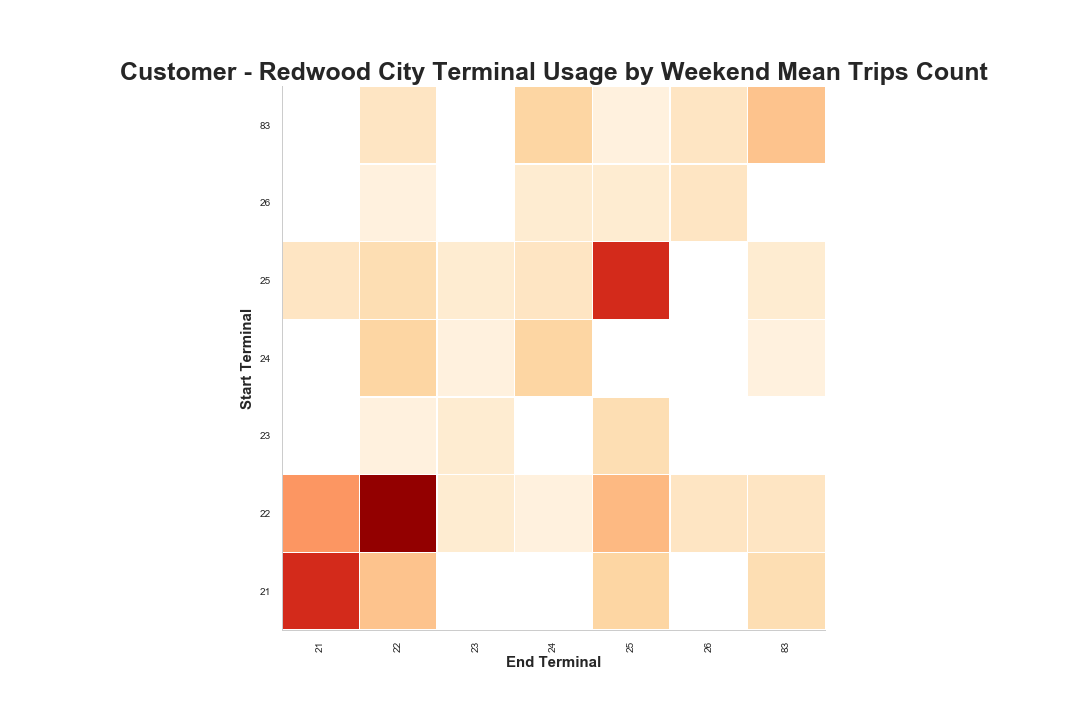 Customer - Redwood City Terminal Usage by Weekend Mean Trips Count
83
26
25
24
23
22
21
Start Terminal
21 22 23 24 25 26 83
End Terminal